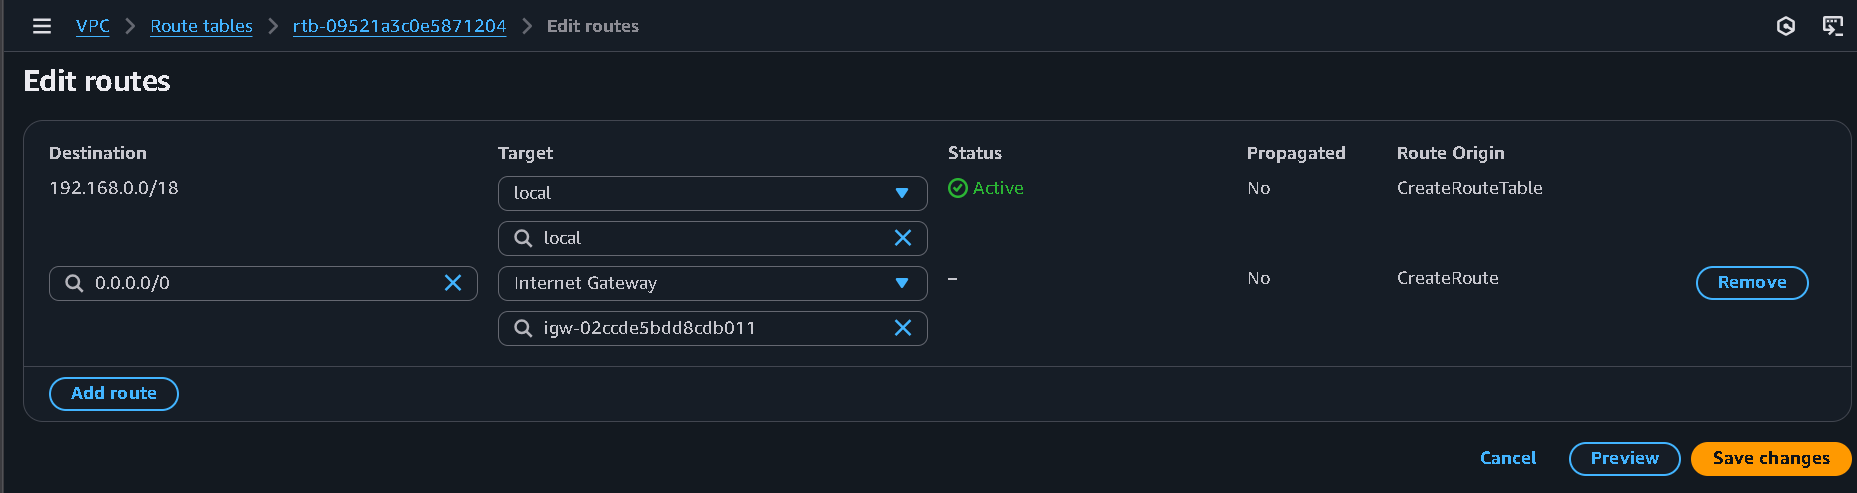 VPC > Route tables > rtb-09521a3c0e5871204 > Edit routes
Edit routes
Destination Target Status Propagated Route Origin
192.168.0.0/18 local Active No CreateRouteTable
local
0.0.0.0/0 Internet Gateway – No CreateRoute Remove
igw-02ccde5bdd8cdb011
Add route
Cancel Preview Save changes